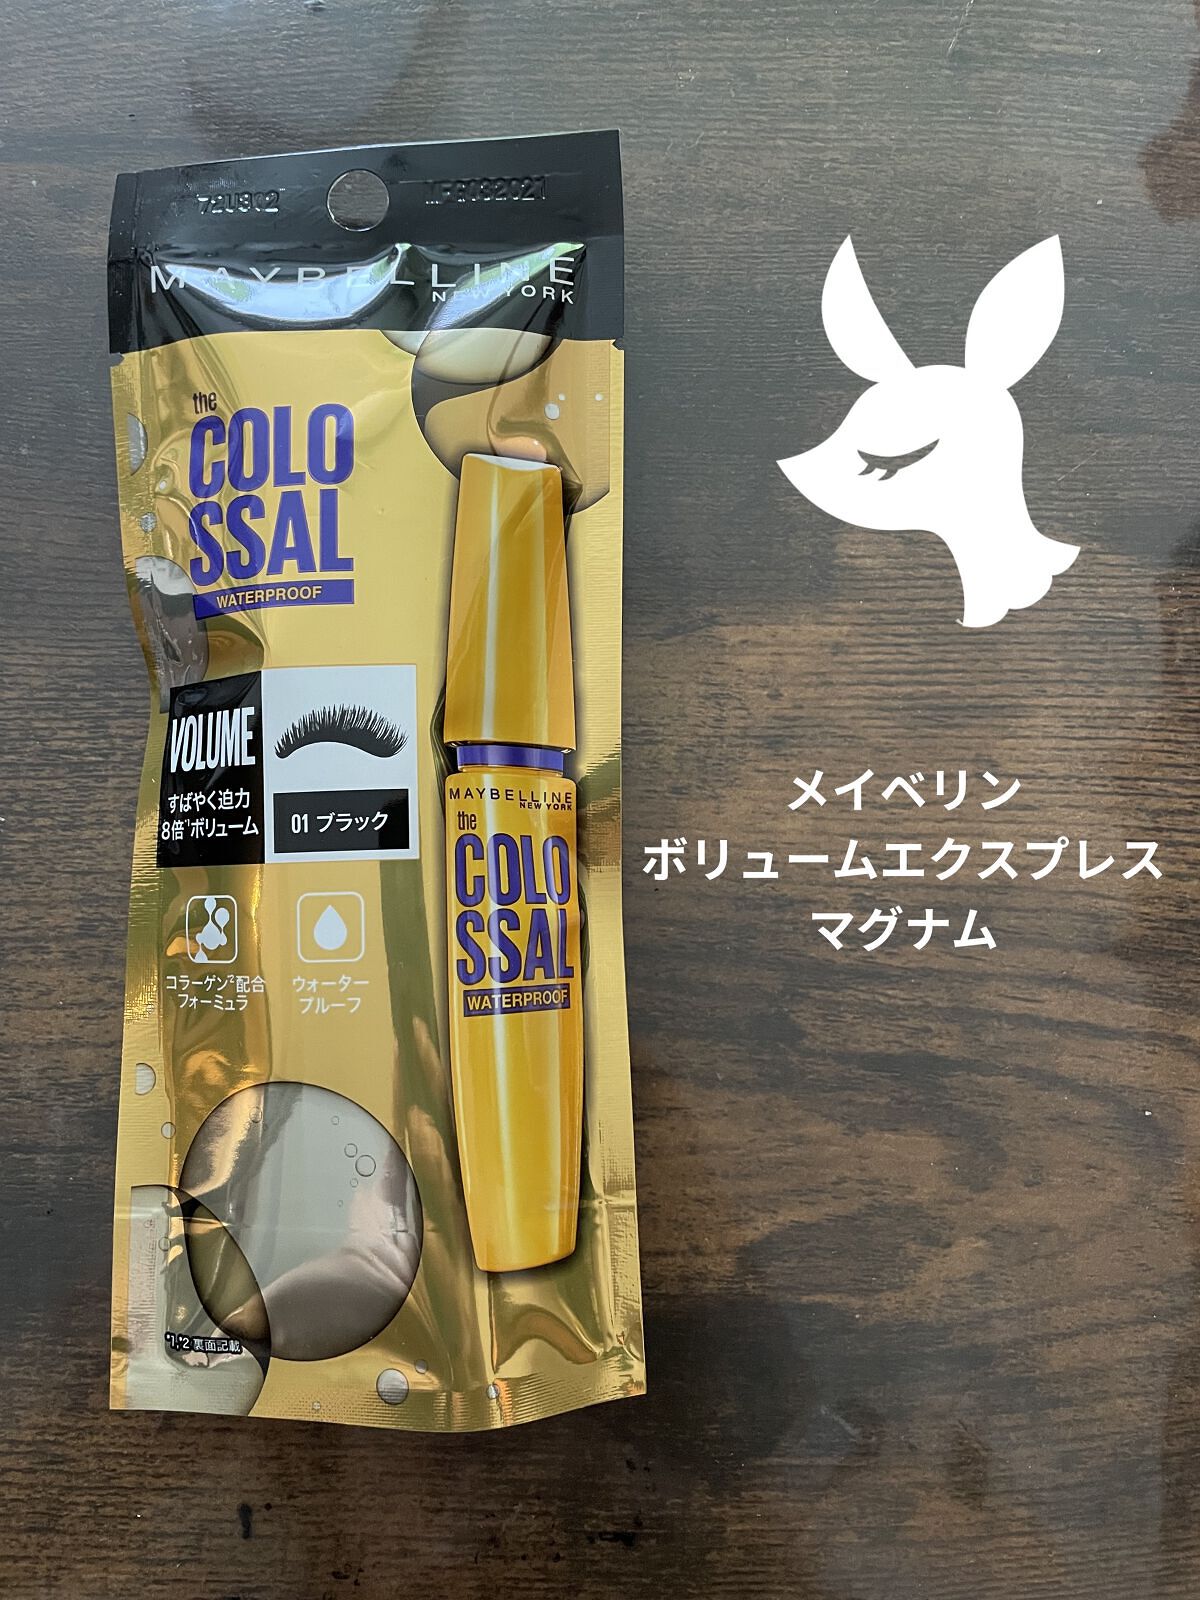 72U302
MFG032021
MAYBELLINE
NEW YORK
the
COLO
SSAL
WATERPROOF
VOLUME
すばやく迫力
8倍*1ボリューム
01 ブラック
コラーゲン*2配合
フォーミュラ
ウォーター
プルーフ
*1,*2 裏面記載
MAYBELLINE
NEW YORK
the
COLO
SSAL
WATERPROOF
メイベリン
ボリュームエクスプレス
マグナム